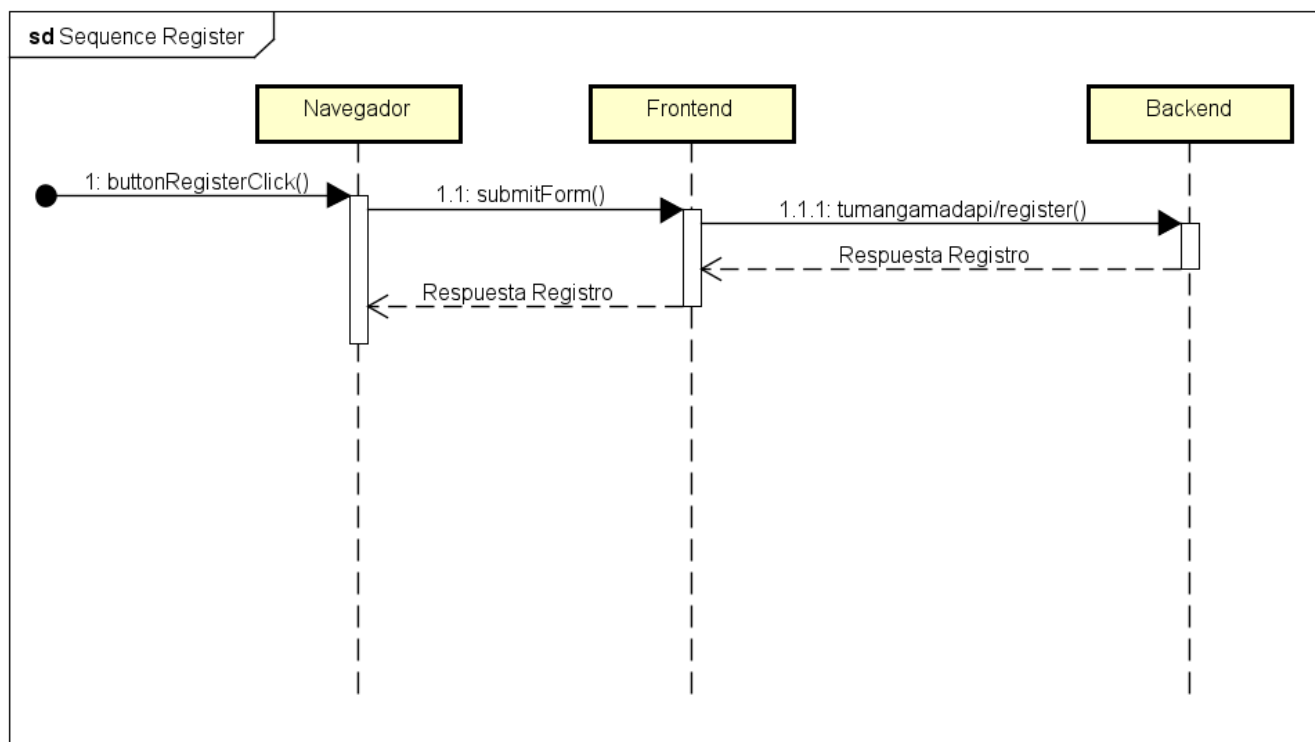 sd Sequence Register
Navegador
Frontend
Backend
1: buttonRegisterClick()
1.1: submitForm()
1.1.1: tumangamadapi/register()
Respuesta Registro
Respuesta Registro